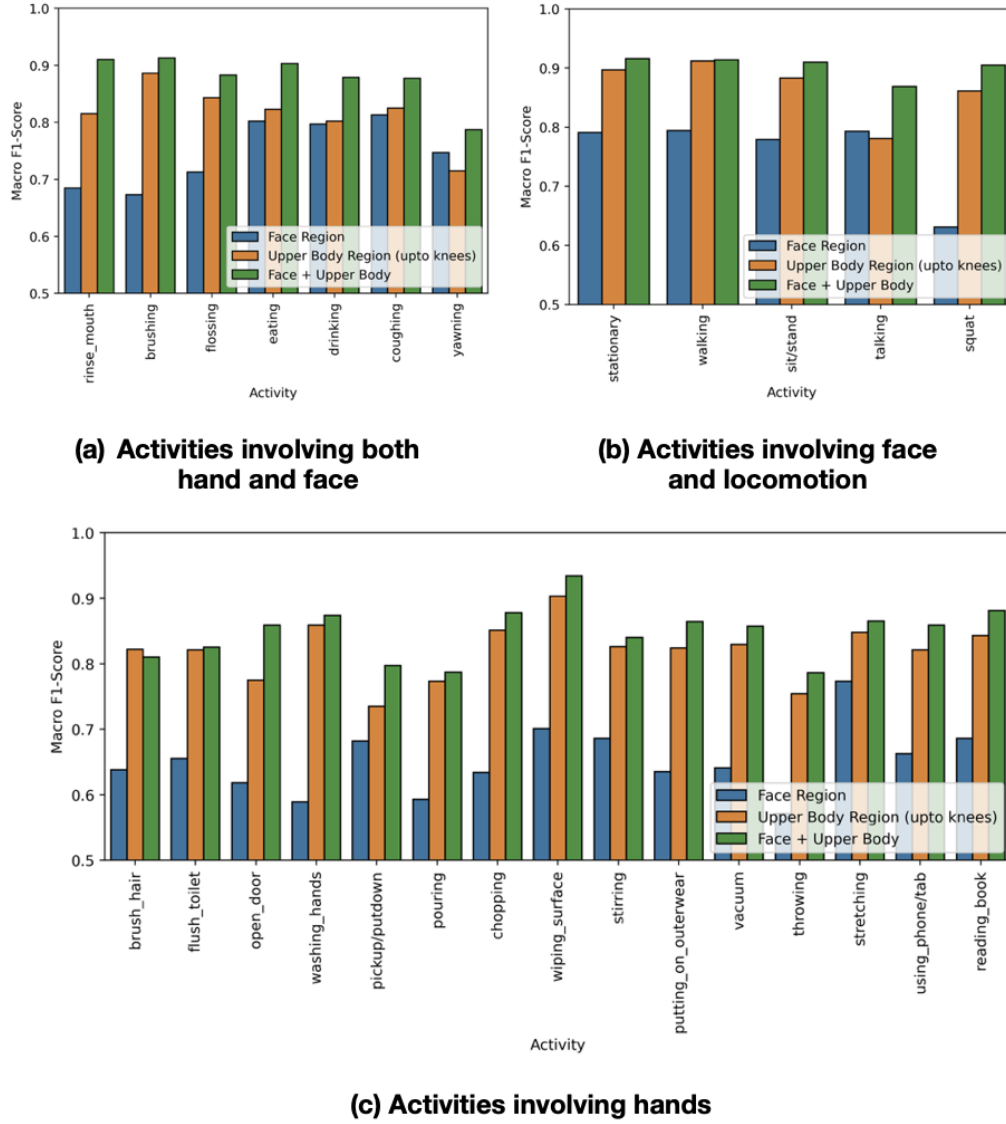 1.0
0.9
0.8
0.7
0.6
0.5
Macro F1-Score
Face Region
Upper Body Region (upto knees)
Face + Upper Body
rinse_mouth
brushing
flossing
eating
drinking
coughing
yawning
Activity
(a) Activities involving both
hand and face
1.0
0.9
0.8
0.7
0.6
0.5
Macro F1-Score
Face Region
Upper Body Region (upto knees)
Face + Upper Body
stationary
walking
sit/stand
talking
squat
Activity
(b) Activities involving face
and locomotion
1.0
0.9
0.8
0.7
0.6
0.5
Macro F1-Score
Face Region
Upper Body Region (upto knees)
Face + Upper Body
brush_hair
flush_toilet
open_door
washing_hands
pickup/putdown
pouring
chopping
wiping_surface
stirring
putting_on_outerwear
vacuum
throwing
stretching
using_phone/tab
reading_book
Activity
(c) Activities involving hands